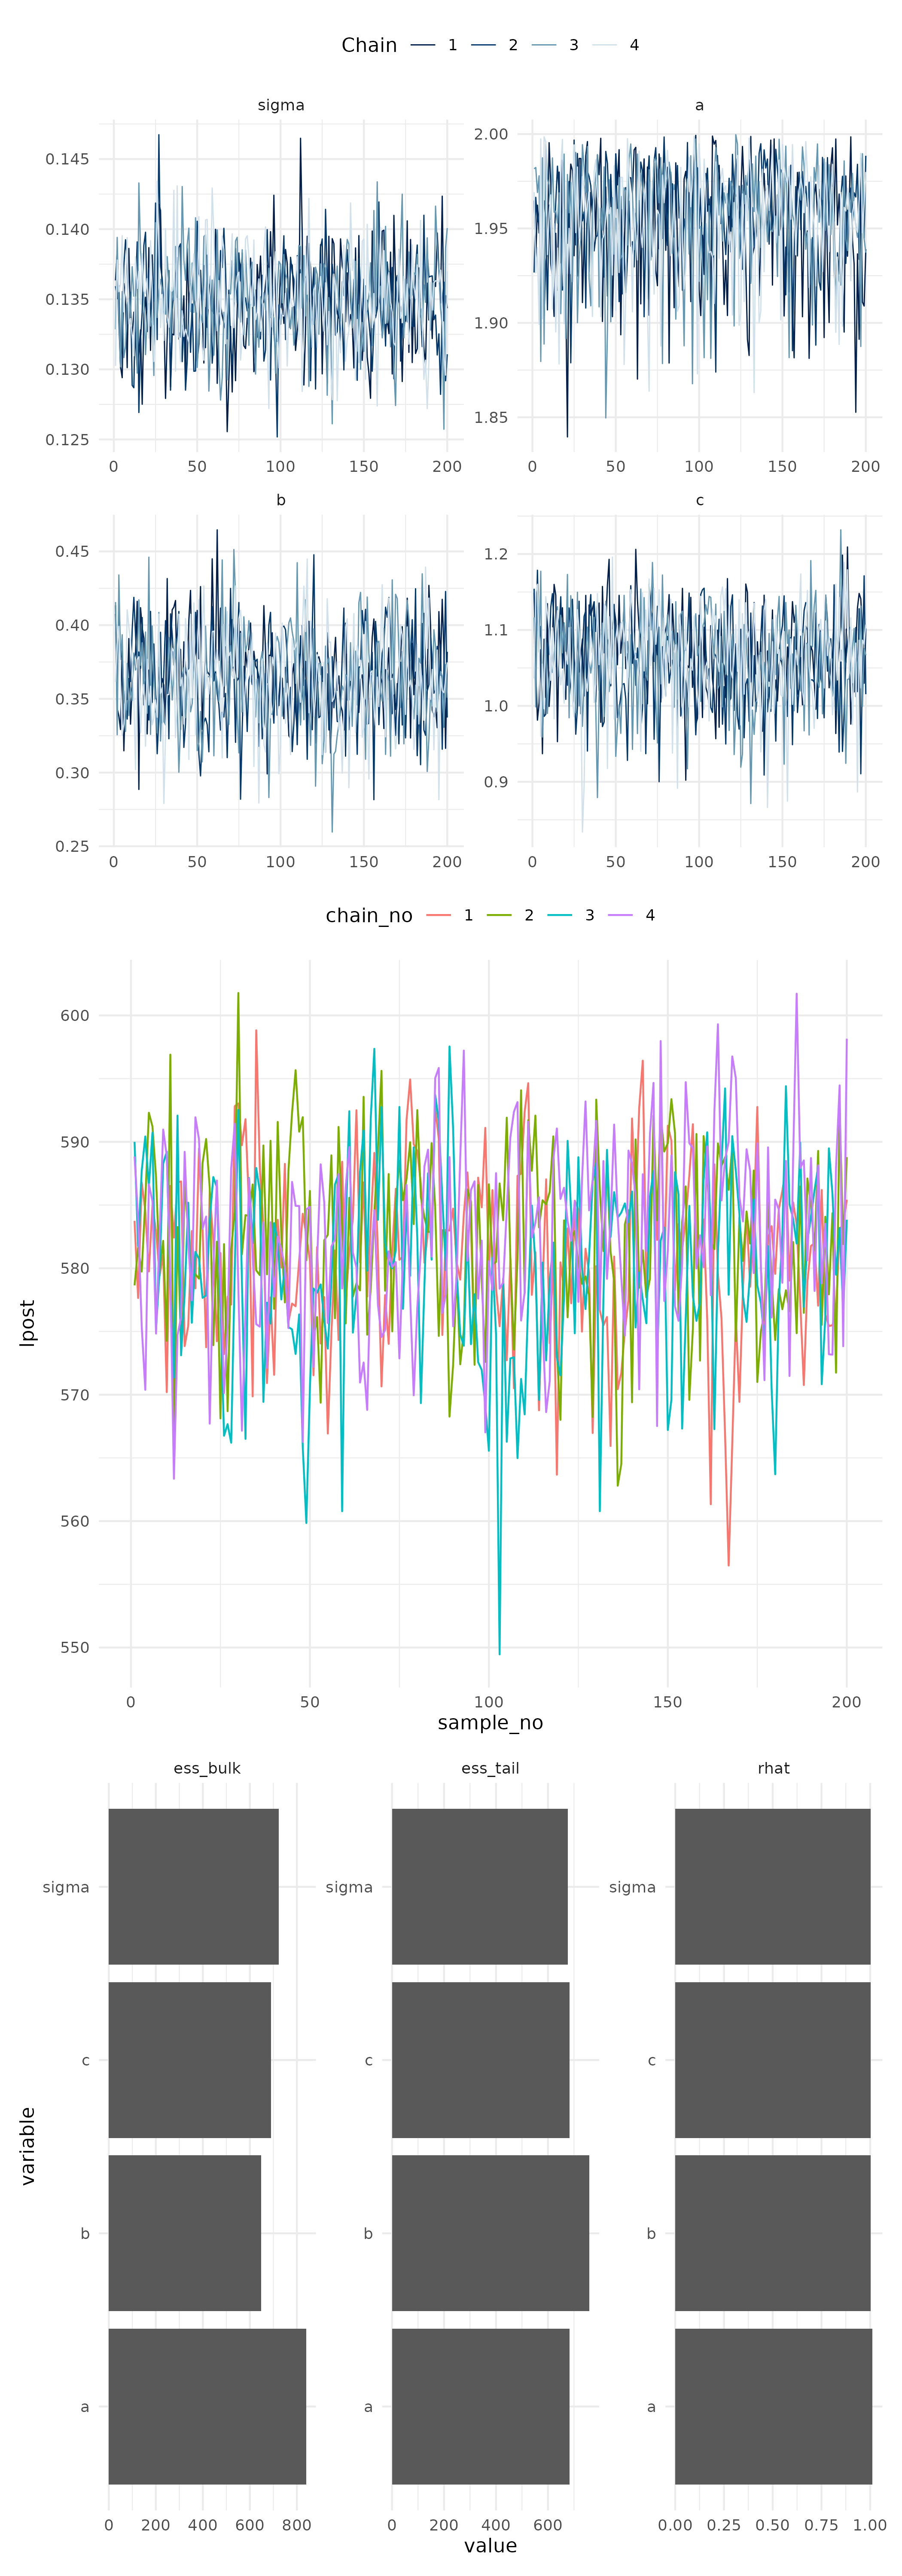 Chain 1 2 3 4
sigma a
0.145
0.140
0.135
0.130
0.125
2.00
1.95
1.90
1.85
0 50 100 150 200 0 50 100 150 200
b c
0.45
0.40
0.35
0.30
0.25
1.2
1.1
1.0
0.9
0 50 100 150 200 0 50 100 150 200
chain_no 1 2 3 4
600
590
580
570
560
550
lpost
0 50 100 150 200
sample_no
ess_bulk ess_tail rhat
sigma sigma sigma
c c c
b b b
a a a
variable
0 200 400 600 800 0 200 400 600 0.00 0.25 0.50 0.75 1.00
value